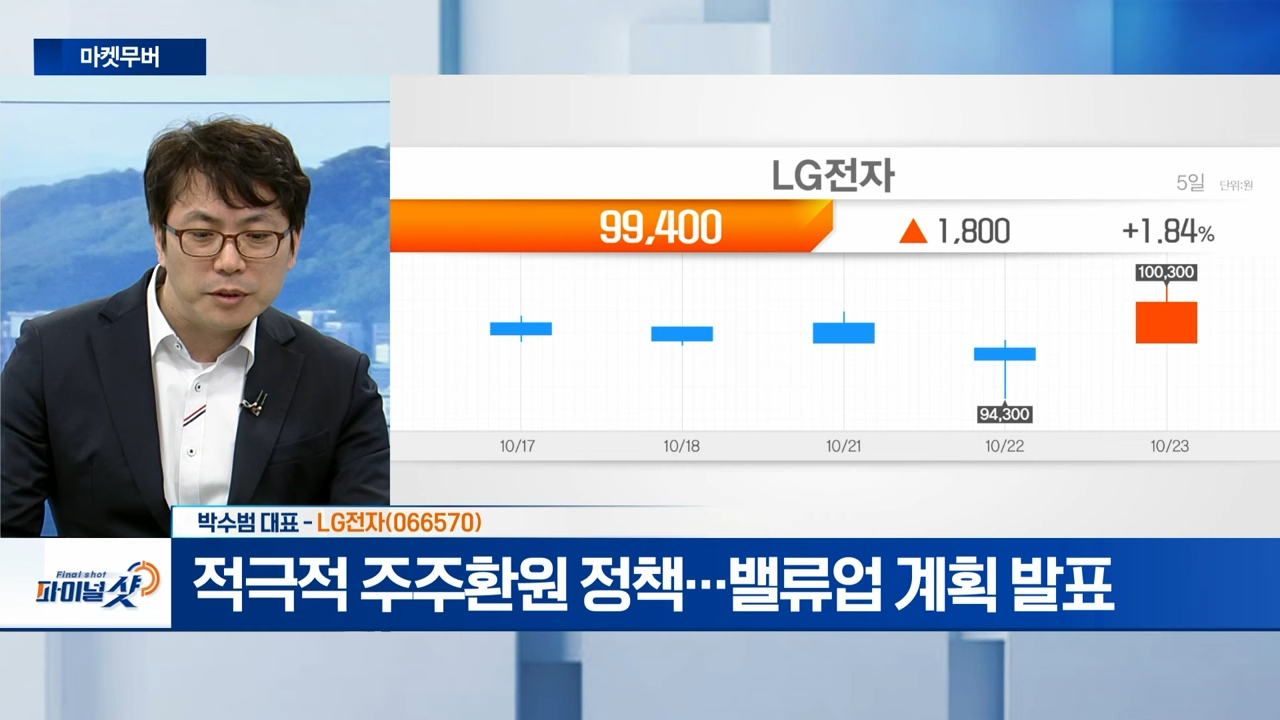 마켓무버
LG전자
5일 단위:원
99,400 ▲ 1,800 +1.84%
100,300
94,300
10/17 10/18 10/21 10/22 10/23
박수범 대표 - LG전자(066570)
Final shot
파이널샷
적극적 주주환원 정책…밸류업 계획 발표